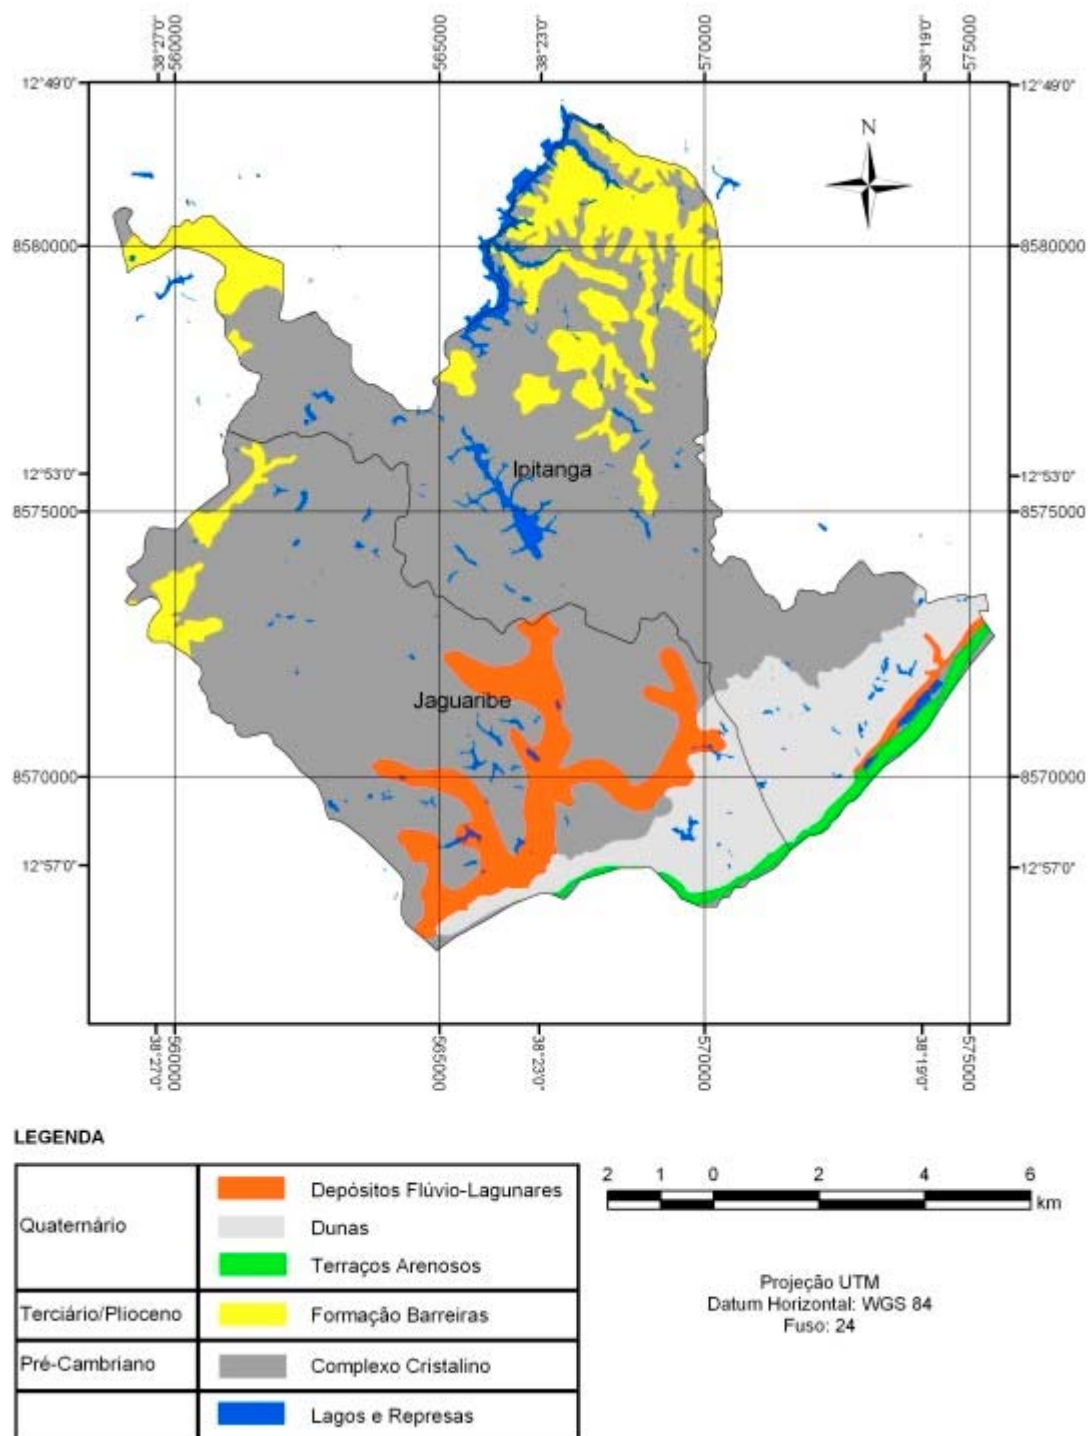 38°27'0"
560000
565000
38°23'0"
570000
38°19'0"
575000
12°49'0"
12°49'0"
N
8580000
8580000
12°53'0"
Ipitanga
12°53'0"
8575000
8575000
Jaguaribe
8570000
8570000
12°57'0"
12°57'0"
38°27'0"
560000
565000
38°23'0"
570000
38°19'0"
575000
LEGENDA
Quaternário
Depósitos Flúvio-Lagunares
Dunas
Terraços Arenosos
Terciário/Plioceno
Formação Barreiras
Pré-Cambriano
Complexo Cristalino
Lagos e Represas
2 1 0 2 4 6
km
Projeção UTM
Datum Horizontal: WGS 84
Fuso: 24